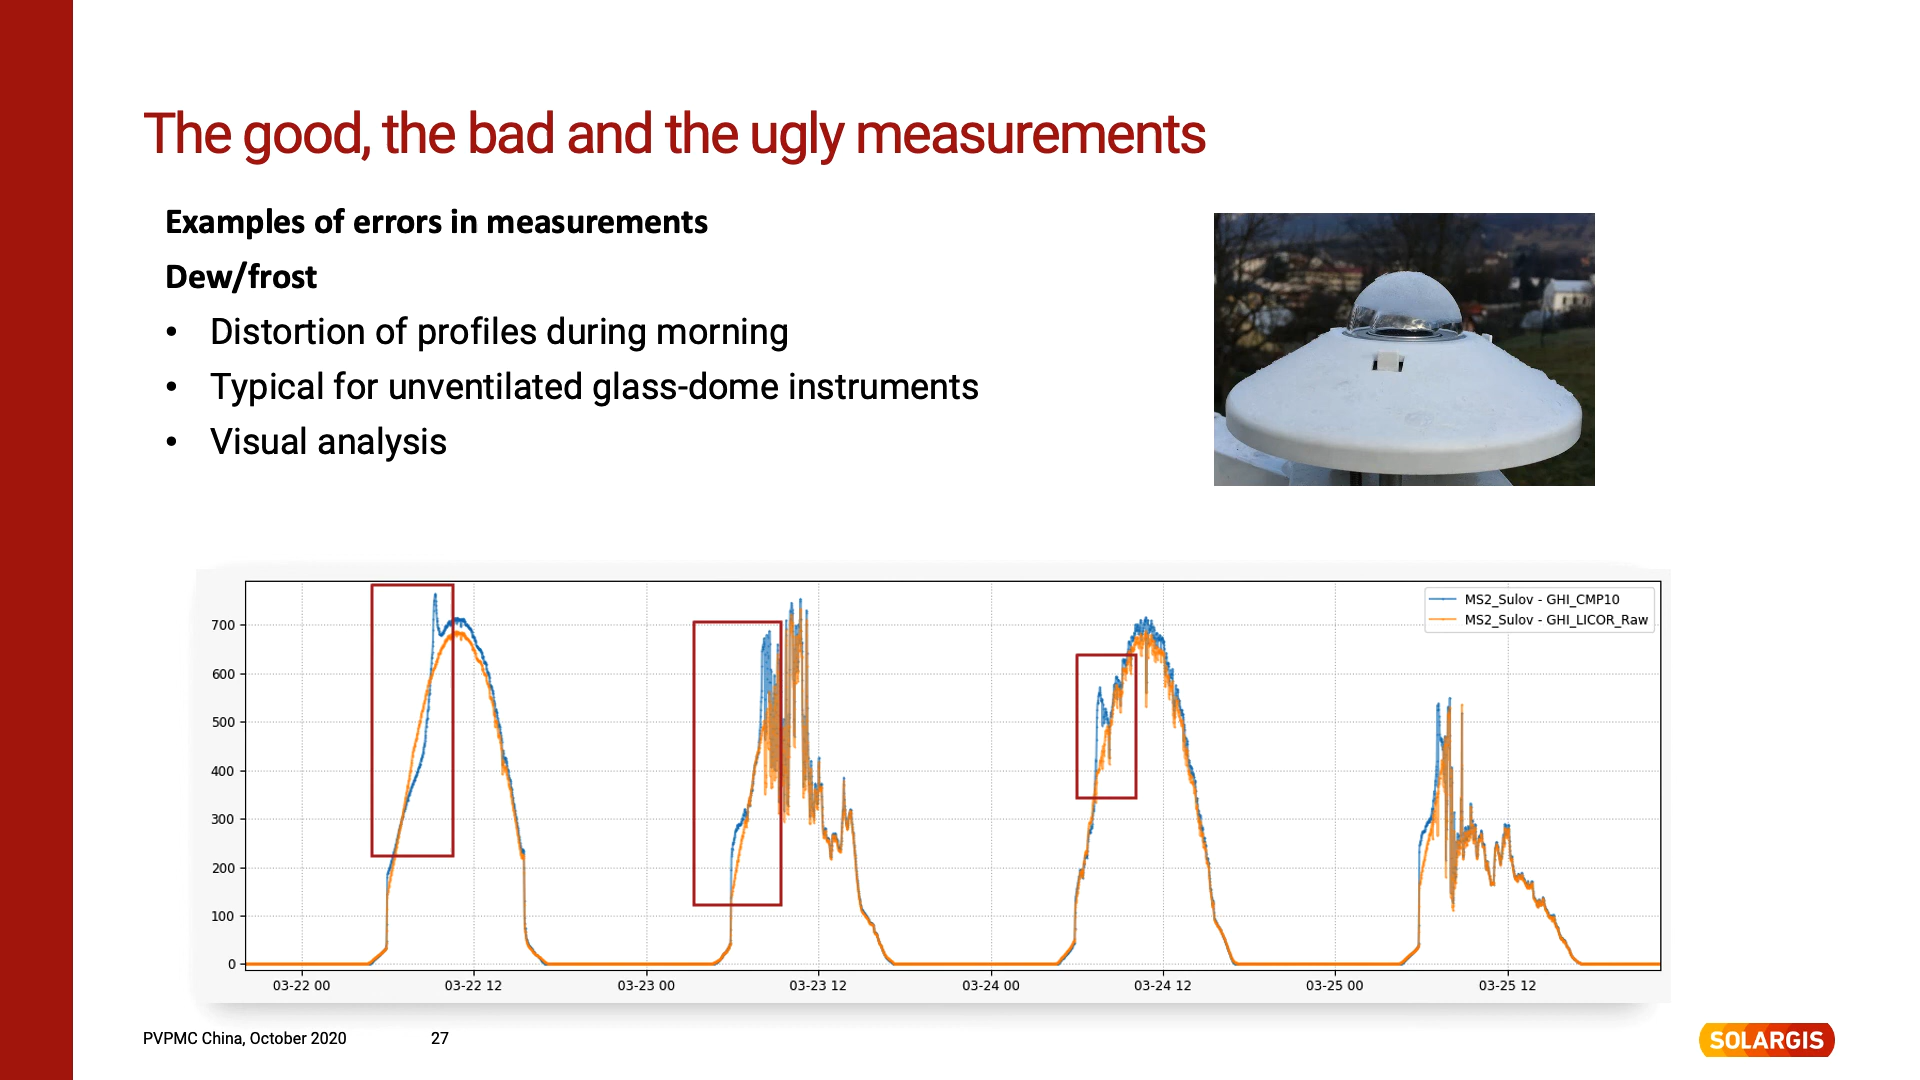 The good, the bad and the ugly measurements
Examples of errors in measurements
Dew/frost
• Distortion of profiles during morning
• Typical for unventilated glass-dome instruments
• Visual analysis
MS2_Sulov - GHI_CMP10
MS2_Sulov - GHI_LICOR_Raw
700
600
500
400
300
200
100
0
03-22 00
03-22 12
03-23 00
03-23 12
03-24 00
03-24 12
03-25 00
03-25 12
PVPMC China, October 2020
27
SOLARGIS